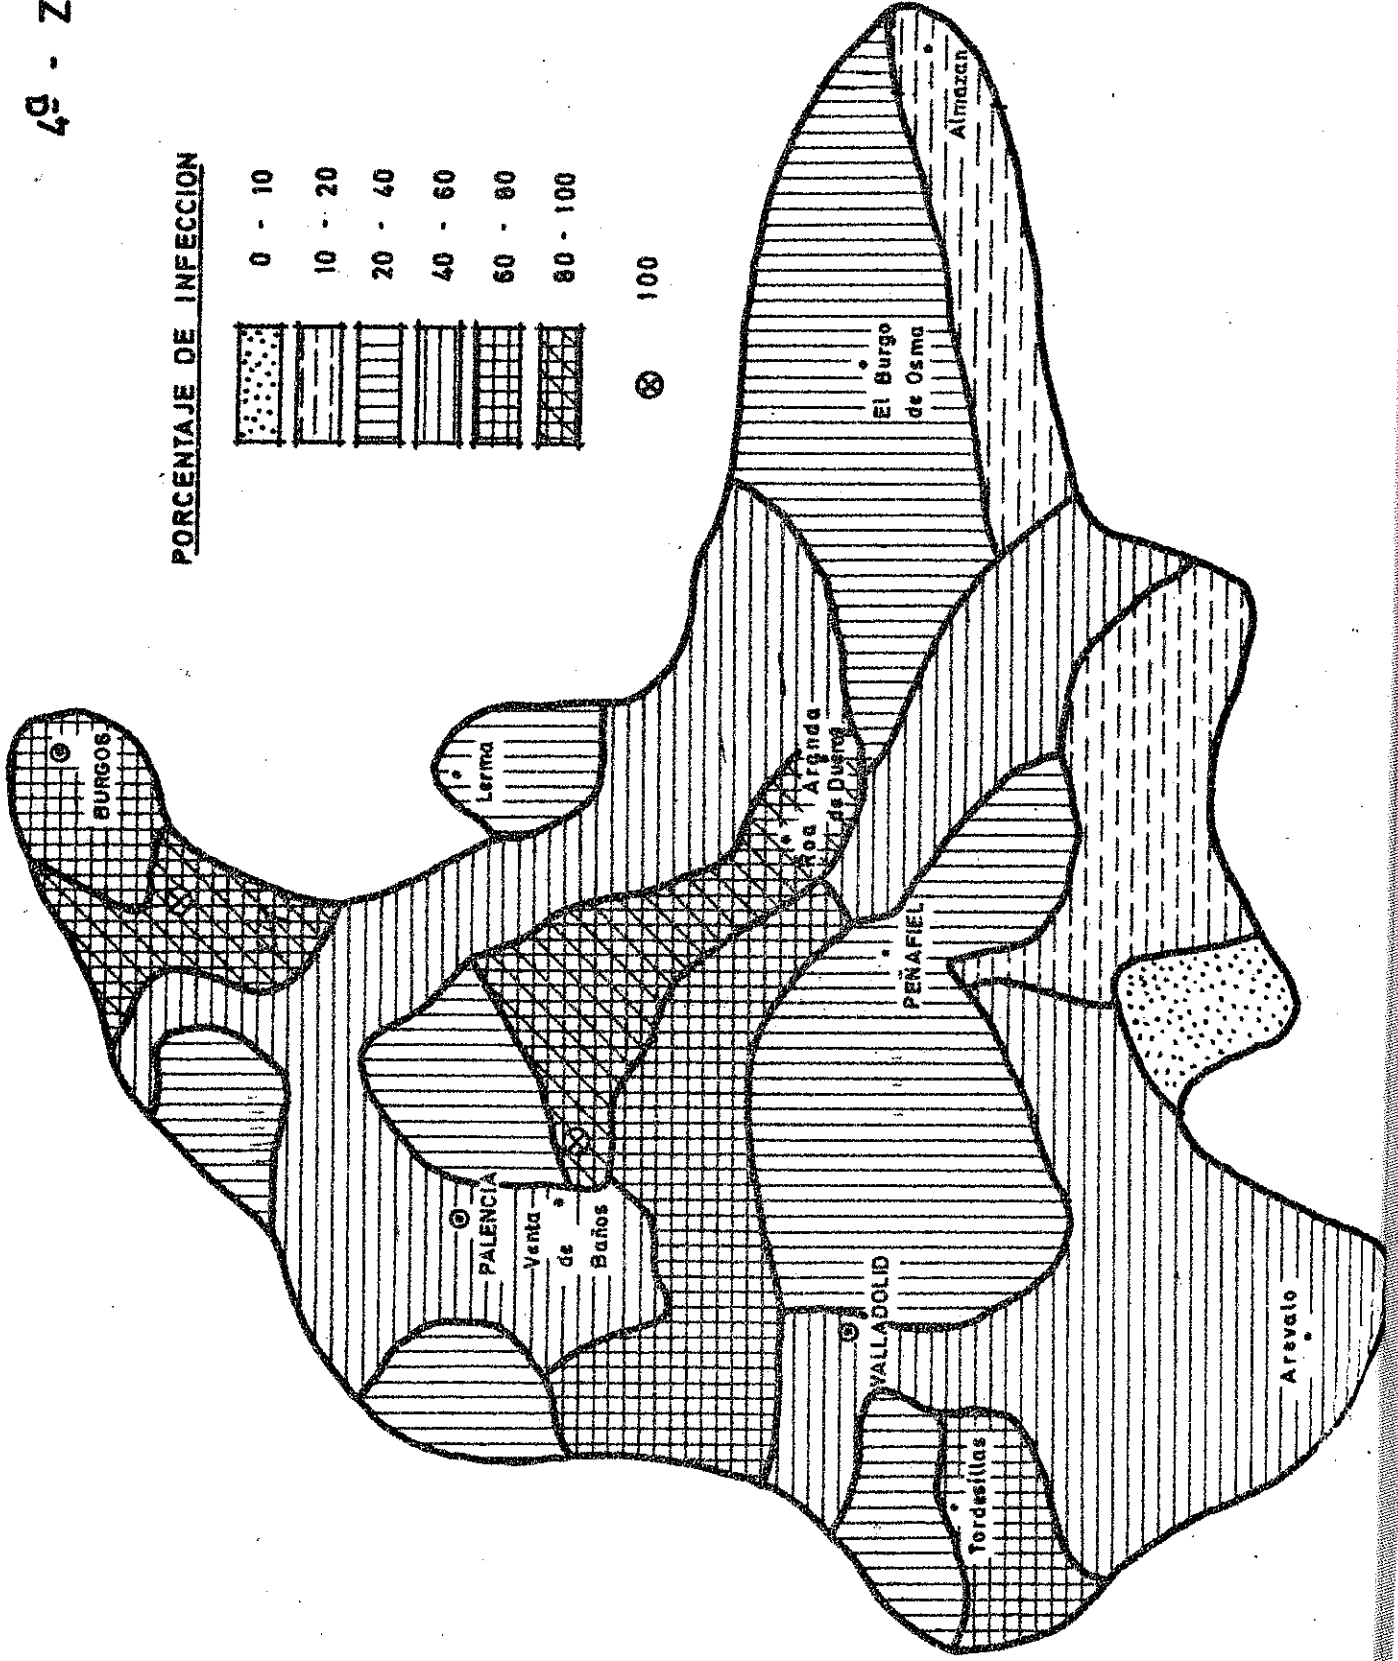 4ª - Z
PORCENTAJE DE INFECCION
0 - 10
10 - 20
20 - 40
40 - 60
60 - 80
80 - 100
100
BURGOS
Lerma
PALENCIA
Venta
de
Baños
Roa
Aranda
de Duero
El Burgo
de Osma
Almazan
PEÑAFIEL
VALLADOLID
Tordesillas
Arevalo